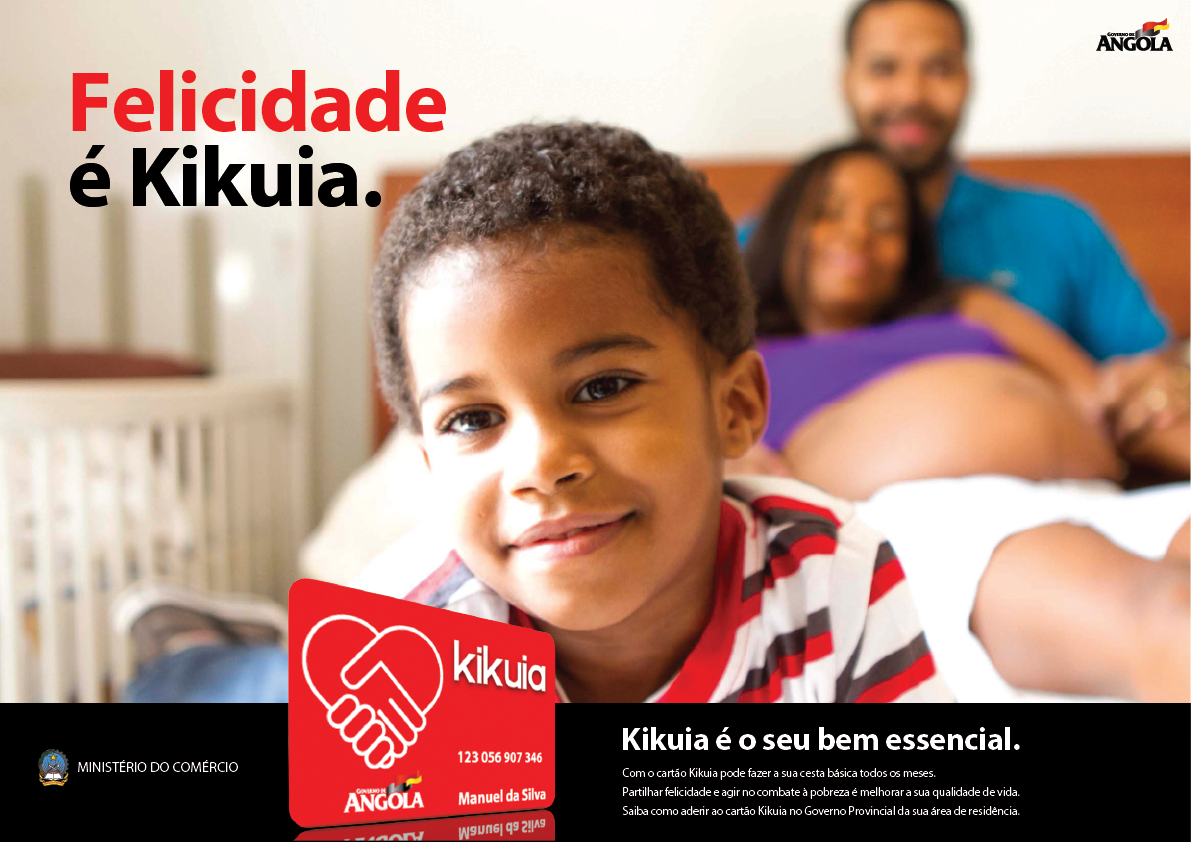 GOVERNO DE
ANGOLA
Felicidade
é Kikuia.
kikuia
123 056 907 346
GOVERNO DE
ANGOLA
Manuel da Silva
Manuel da Silva
MINISTÉRIO DO COMÉRCIO
Kikuia é o seu bem essencial.
Com o cartão Kikuia pode fazer a sua cesta básica todos os meses.
Partilhar felicidade e agir no combate à pobreza é melhorar a sua qualidade de vida.
Saiba como aderir ao cartão Kikuia no Governo Provincial da sua área de residência.